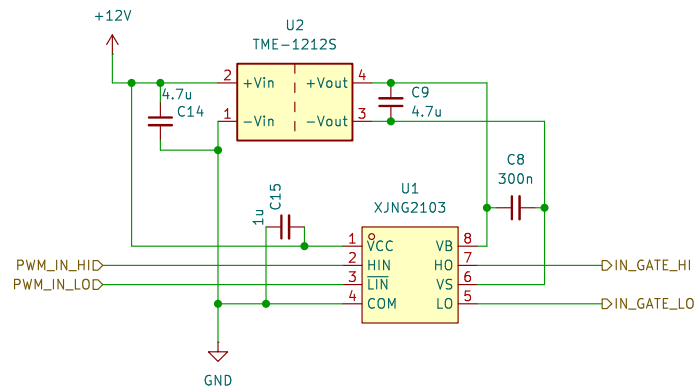 +12V
U2
TME-1212S
2 +Vin +Vout 4
1 -Vin -Vout 3
4.7u
C14
C9
4.7u
C8
300n
C15
1u
U1
XJNG2103
1 VCC VB 8
PWM_IN_HI 2 HIN HO 7 IN_GATE_HI
PWM_IN_LO 3 LIN VS 6
4 COM LO 5 IN_GATE_LO
GND